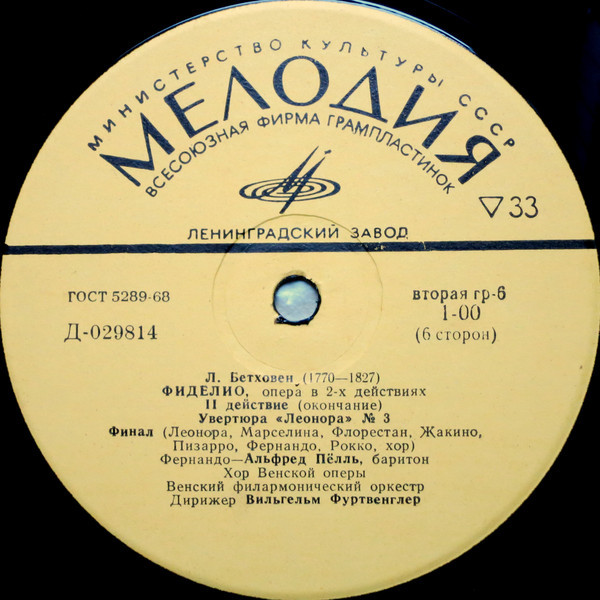 МИНИСТЕРСТВО КУЛЬТУРЫ СССР
МЕЛОДИЯ
ВСЕСОЮЗНАЯ ФИРМА ГРАМПЛАСТИНОК
33
ЛЕНИНГРАДСКИЙ ЗАВОД
ГОСТ 5289-68
вторая гр-6
1-00
Д-029814
(6 сторон)
Л. Бетховен (1770—1827)
ФИДЕЛИО, опера в 2-х действиях
II действие (окончание)
Увертюра «Леонора» № 3
Финал (Леонора, Марселина, Флорестан, Жакино,
Пизарро, Фернандо, Рокко, хор)
Фернандо—Альфред Пёлль, баритон
Хор Венской оперы
Венский филармонический оркестр
Дирижер Вильгельм Фуртвенглер